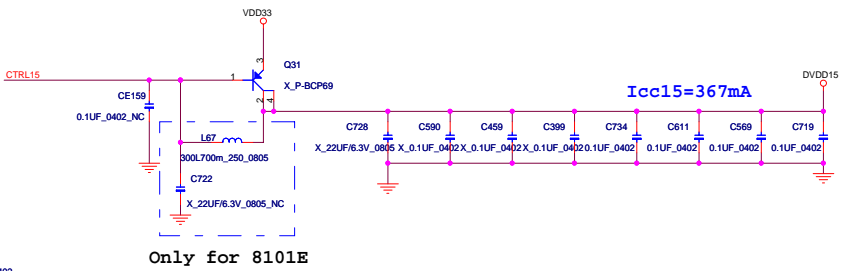 VDD33
3
Q31
X_P-BCP69
CTRL15
1
2
4
CE159
0.1UF_0402_NC
Icc15=367mA
DVDD15
L67
300L700m_250_0805
C722
X_22UF/6.3V_0805_NC
C728
X_22UF/6.3V_0805
C590
X_0.1UF_0402
C459
X_0.1UF_0402
C399
X_0.1UF_0402
C734
0.1UF_0402
C611
0.1UF_0402
C569
0.1UF_0402
C719
0.1UF_0402
Only for 8101E